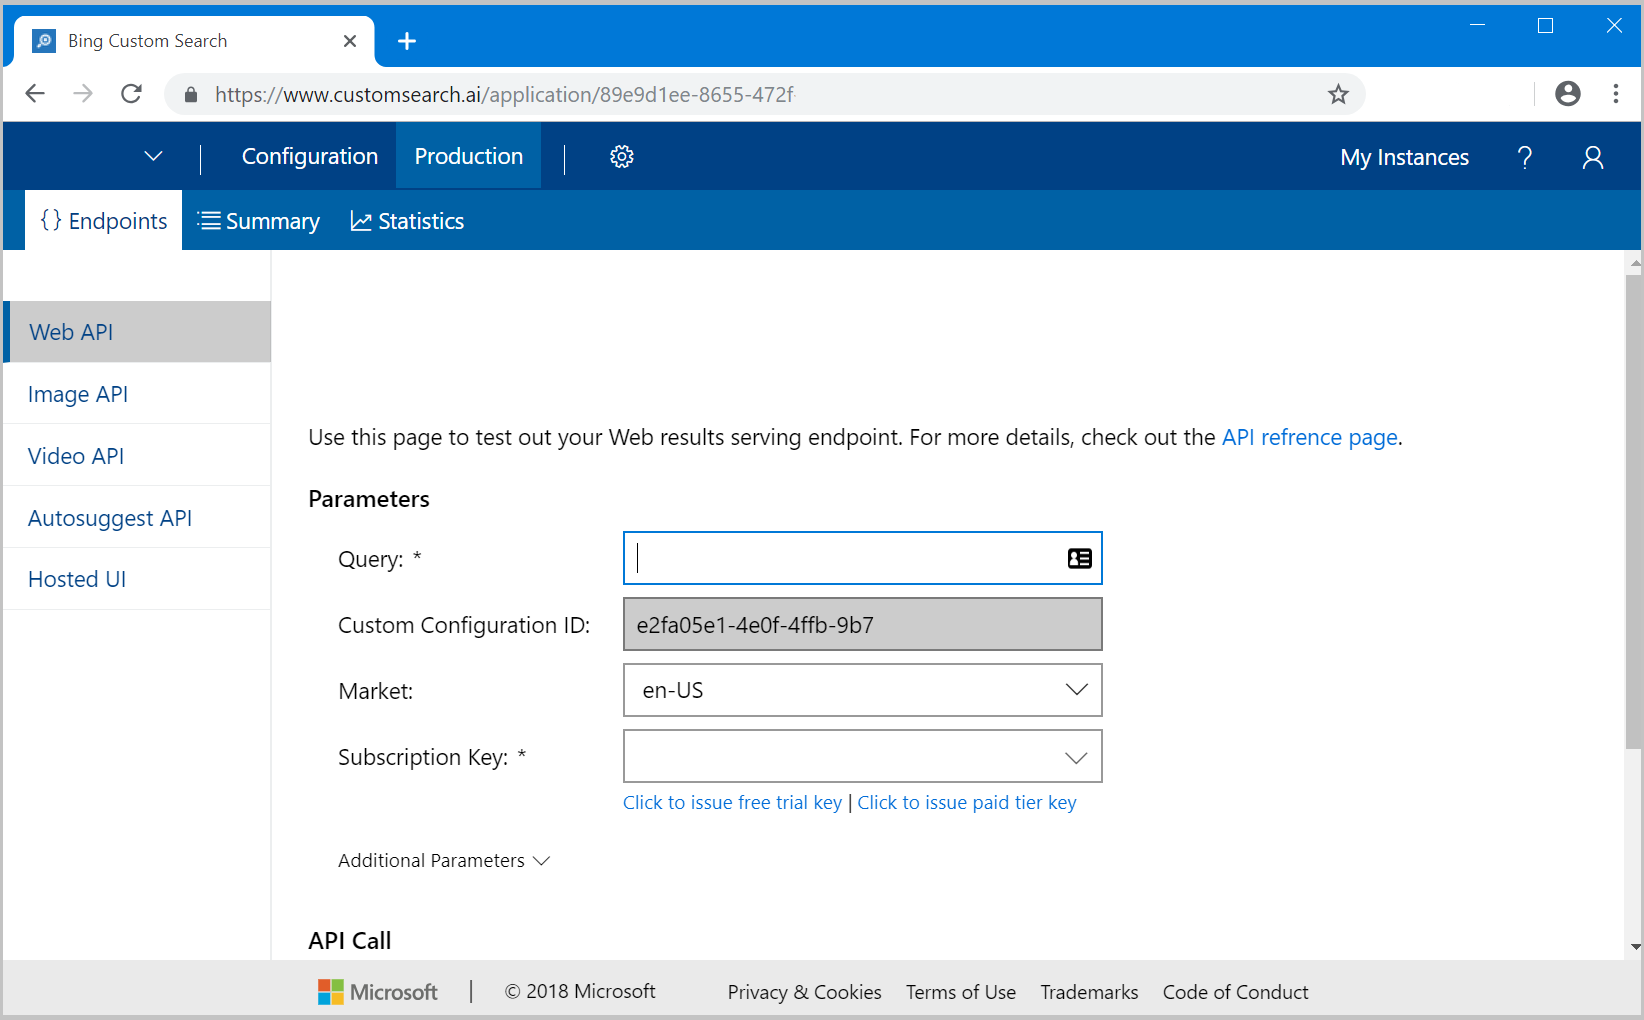 Bing Custom Search
https://www.customsearch.ai/application/89e9d1ee-8655-472f
Configuration Production My Instances ?
{} Endpoints Summary Statistics
Web API
Image API
Video API
Autosuggest API
Hosted UI
Use this page to test out your Web results serving endpoint. For more details, check out the API refrence page.
Parameters
Query: *
Custom Configuration ID: e2fa05e1-4e0f-4ffb-9b7
Market: en-US
Subscription Key: *
Click to issue free trial key | Click to issue paid tier key
Additional Parameters
API Call
Microsoft | © 2018 Microsoft Privacy & Cookies Terms of Use Trademarks Code of Conduct